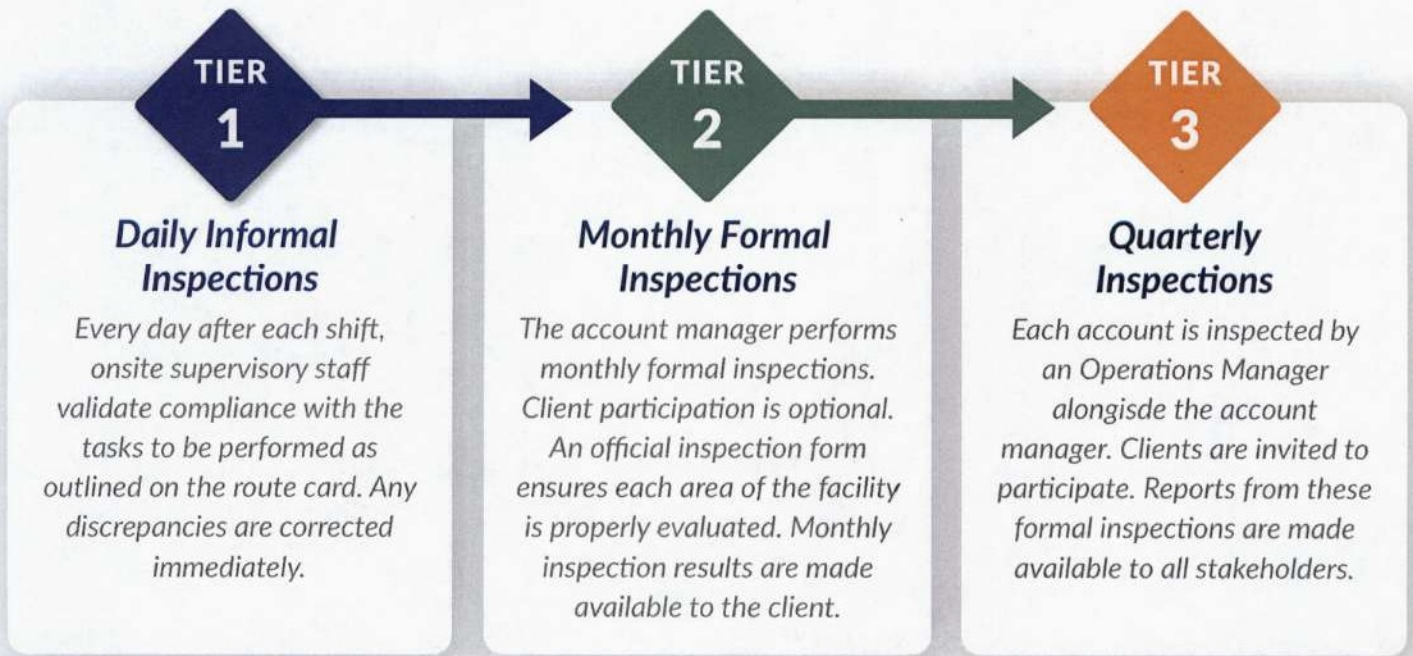 TIER
1
Daily Informal
Inspections
Every day after each shift,
onsite supervisory staff
validate compliance with the
tasks to be performed as
outlined on the route card. Any
discrepancies are corrected
immediately.
TIER
2
Monthly Formal
Inspections
The account manager performs
monthly formal inspections.
Client participation is optional.
An official inspection form
ensures each area of the facility
is properly evaluated. Monthly
inspection results are made
available to the client.
TIER
3
Quarterly
Inspections
Each account is inspected by
an Operations Manager
alongisde the account
manager. Clients are invited to
participate. Reports from these
formal inspections are made
available to all stakeholders.